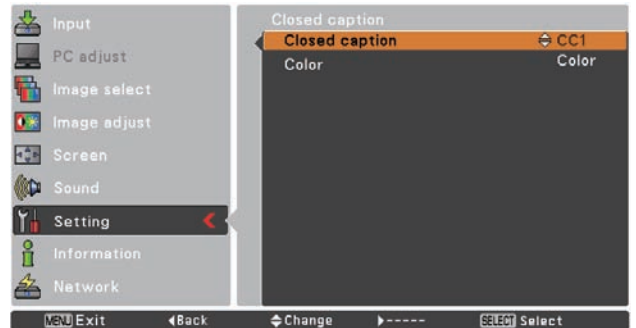 Input
PC adjust
Image select
Image adjust
Screen
Sound
Setting
Information
Network
Closed caption
Closed caption CC1
Color Color
MENU Exit ◀Back Change ▶----- SELECT Select